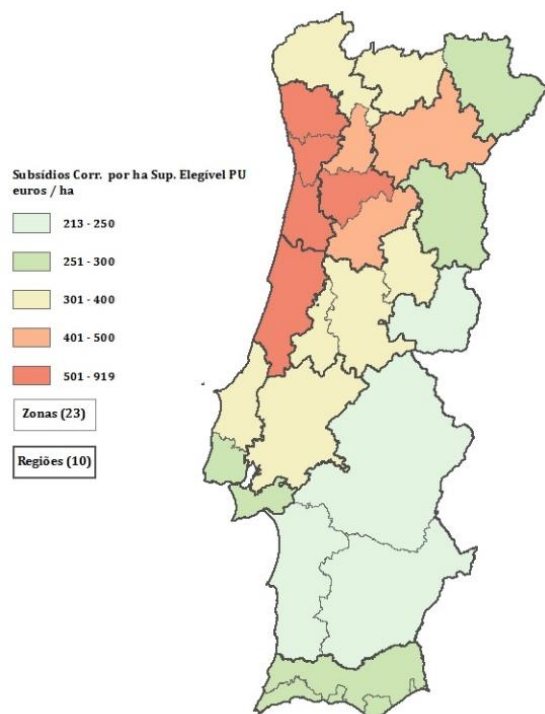 Subsídios Corr. por ha Sup. Elegível PU
euros / ha
213 - 250
251 - 300
301 - 400
401 - 500
501 - 919
Zonas (23)
Regiões (10)